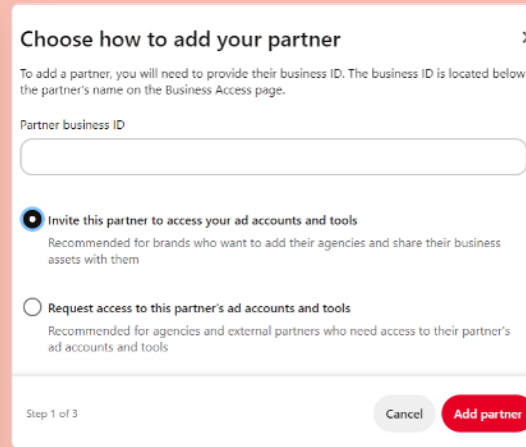 Choose how to add your partner
To add a partner, you will need to provide their business ID. The business ID is located below
the partner's name on the Business Access page.
Partner business ID
Invite this partner to access your ad accounts and tools
Recommended for brands who want to add their agencies and share their business
assets with them
Request access to this partner's ad accounts and tools
Recommended for agencies and external partners who need access to their partner's
ad accounts and tools
Step 1 of 3
Cancel
Add partner